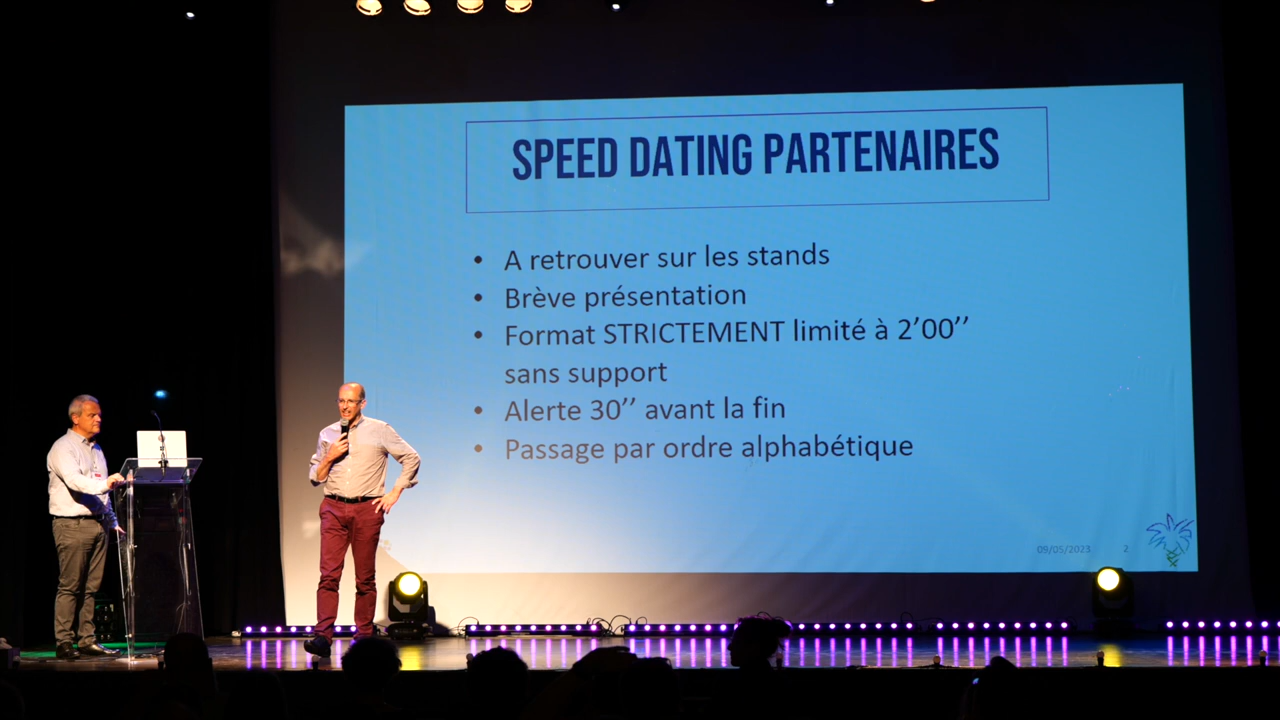 SPEED DATING PARTENAIRES
• A retrouver sur les stands
• Brève présentation
• Format STRICTEMENT limité à 2’00’’
sans support
• Alerte 30’’ avant la fin
• Passage par ordre alphabétique
09/05/2023 2